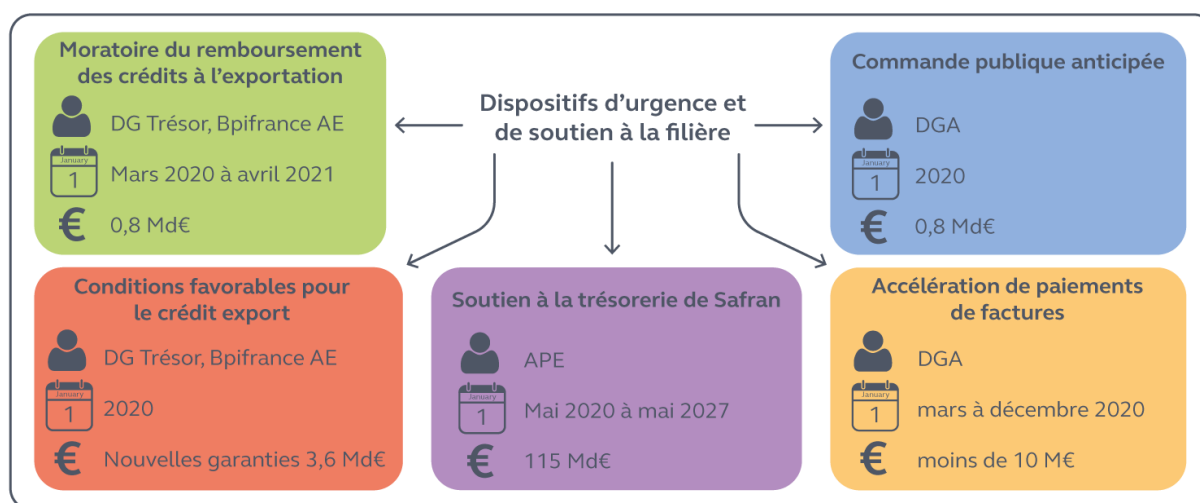 Moratoire du remboursement
des crédits à l'exportation
DG Trésor, Bpifrance AE
January
1
Mars 2020 à avril 2021
€
0,8 Md€
Dispositifs d'urgence et
de soutien à la filière
Commande publique anticipée
DGA
January
1
2020
€
0,8 Md€
Conditions favorables pour
le crédit export
DG Trésor, Bpifrance AE
January
1
2020
€
Nouvelles garanties 3,6 Md€
Soutien à la trésorerie de Safran
APE
January
1
Mai 2020 à mai 2027
€
115 Md€
Accélération de paiements
de factures
DGA
January
1
mars à décembre 2020
€
moins de 10 M€